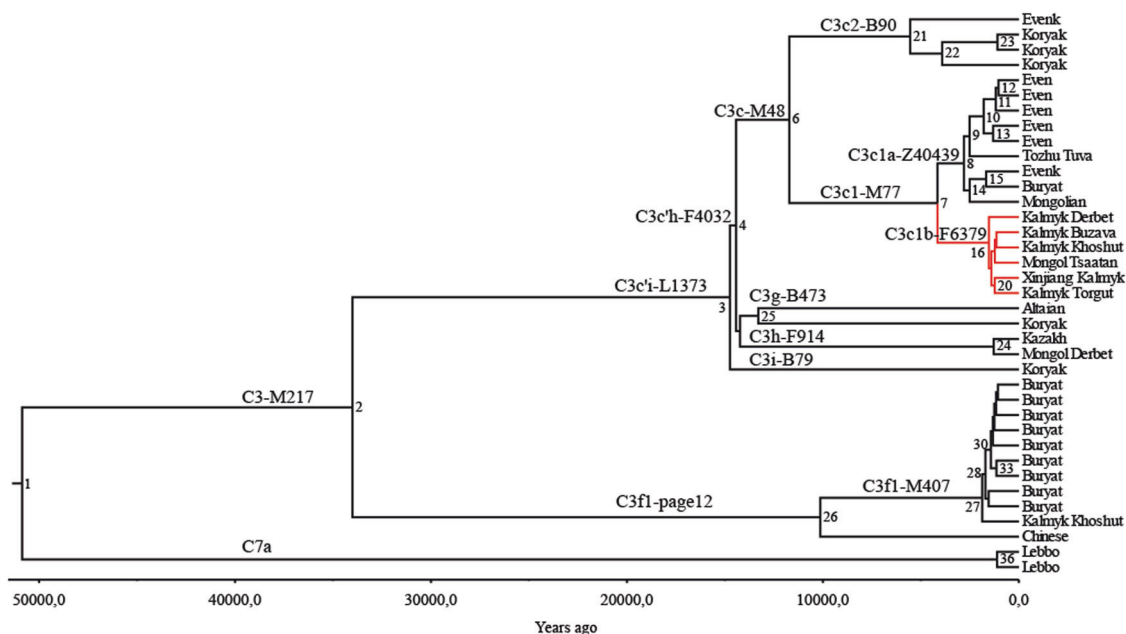 Evenk
C3c2-B90
21
Koryak
23
Koryak
22
Koryak
Even
12
Even
11
Even
C3c-M48
10
6
Even
9
13
Even
C3c1a-Z40439
Tozhu Tuva
8
Evenk
15
C3c1-M77
14
Buryat
7
Mongolian
C3c'h-F4032
Kalmyk Derbet
4
C3c1b-F6379
Kalmyk Buzava
16
Kalmyk Khoshut
Mongol Tsaatan
Xinjiang Kalmyk
C3c'i-L1373
20
Kalmyk Torgut
C3g-B473
3
Altaian
25
Koryak
C3h-F914
Kazakh
24
Mongol Derbet
C3i-B79
Koryak
Buryat
C3-M217
Buryat
2
Buryat
Buryat
30
Buryat
Buryat
33
28
Buryat
1
C3f1-M407
Buryat
C3f1-page12
27
Buryat
26
Kalmyk Khoshut
Chinese
C7a
Lebbo
36
Lebbo
50000,0 40000,0 30000,0 20000,0 10000,0 0,0
Years ago